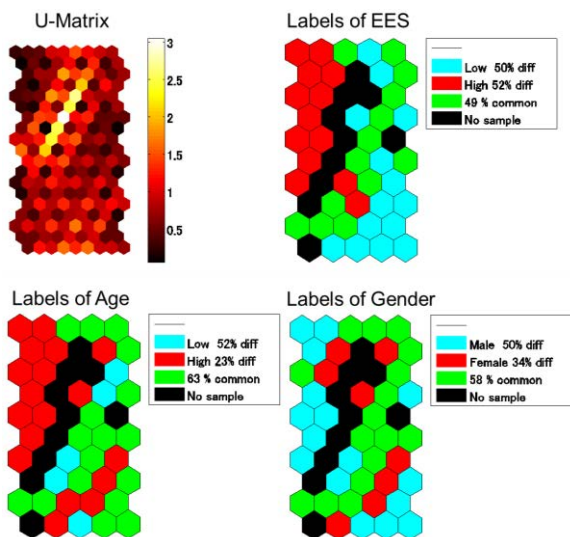 U-Matrix
3
2.5
2
1.5
1
0.5
Labels of EES
Low 50% diff
High 52% diff
49 % common
No sample
Labels of Age
Low 52% diff
High 23% diff
63 % common
No sample
Labels of Gender
Male 50% diff
Female 34% diff
58 % common
No sample